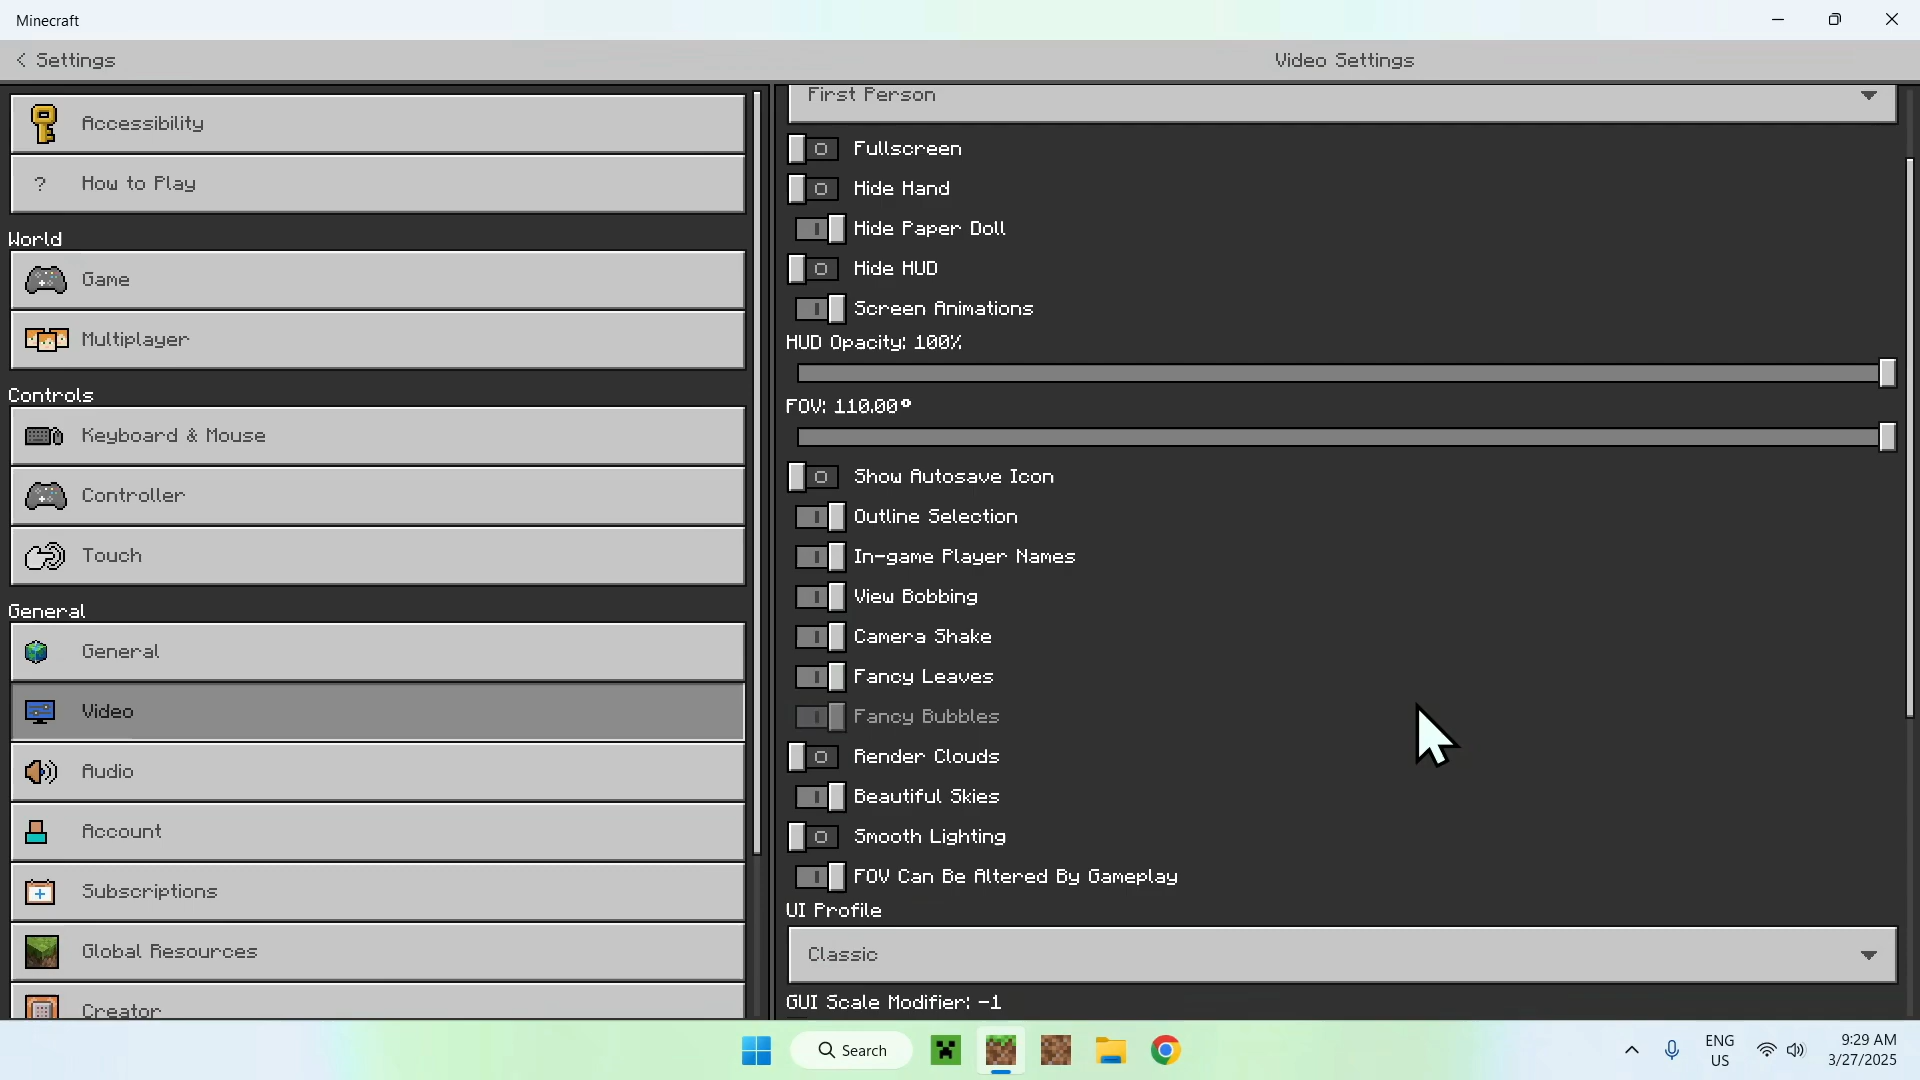 Minecraft
Settings
Video Settings
Accessibility
? How to Play
World
Game
Multiplayer
Controls
Keyboard & Mouse
Controller
Touch
General
General
Video
Audio
Account
Subscriptions
Global Resources
Creator
First Person
Fullscreen
Hide Hand
Hide Paper Doll
Hide HUD
Screen Animations
HUD Opacity: 100%
FOV: 110.00°
Show Autosave Icon
Outline Selection
In-game Player Names
View Bobbing
Camera Shake
Fancy Leaves
Fancy Bubbles
Render Clouds
Beautiful Skies
Smooth Lighting
FOV Can Be Altered By Gameplay
UI Profile
Classic
GUI Scale Modifier: -1
Search
ENG
US
9:29 AM
3/27/2025